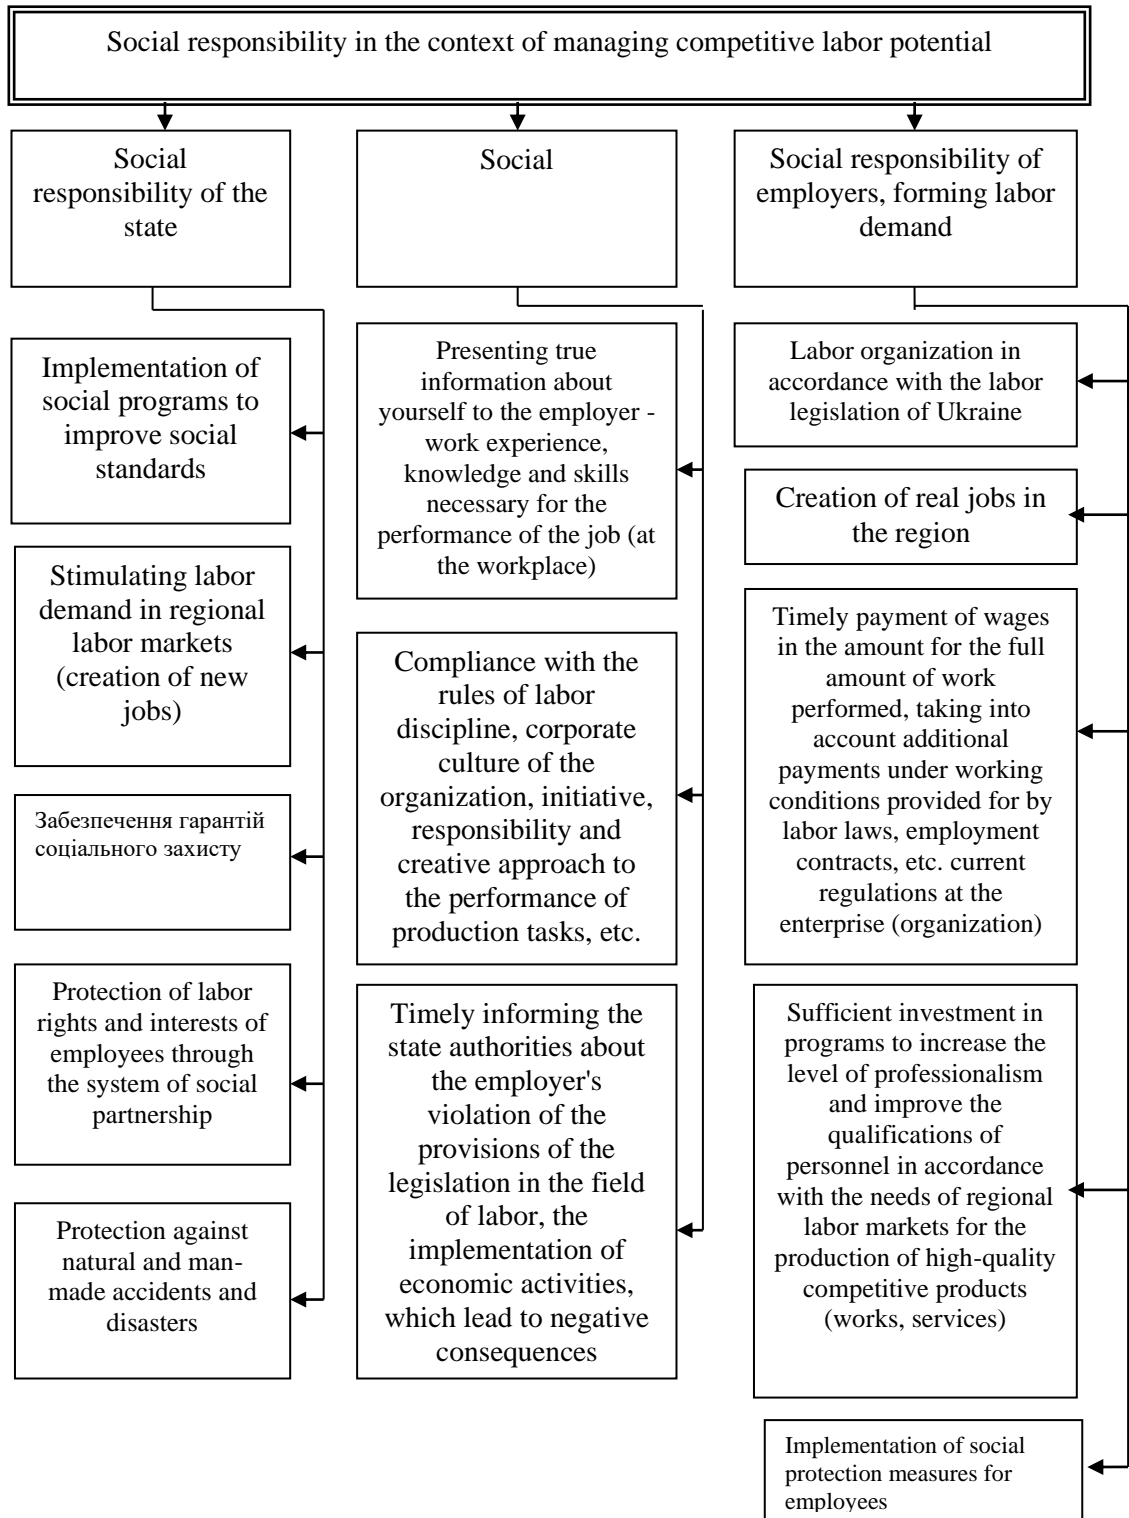 Social responsibility in the context of managing competitive labor potential
Social
responsibility of the
state
Implementation of
social programs to
improve social
standards
Stimulating labor
demand in regional
labor markets
(creation of new
jobs)
Забезпечення гарантій
соціального захисту
Protection of labor
rights and interests of
employees through
the system of social
partnership
Protection against
natural and man-
made accidents and
disasters
Social
Presenting true
information about
yourself to the employer -
work experience,
knowledge and skills
necessary for the
performance of the job (at
the workplace)
Compliance with the
rules of labor
discipline, corporate
culture of the
organization, initiative,
responsibility and
creative approach to
the performance of
production tasks, etc.
Timely informing the
state authorities about
the employer's
violation of the
provisions of the
legislation in the field
of labor, the
implementation of
economic activities,
which lead to negative
consequences
Social responsibility of
employers, forming labor
demand
Labor organization in
accordance with the labor
legislation of Ukraine
Creation of real jobs in
the region
Timely payment of wages
in the amount for the full
amount of work
performed, taking into
account additional
payments under working
conditions provided for by
labor laws, employment
contracts, etc. current
regulations at the
enterprise (organization)
Sufficient investment in
programs to increase the
level of professionalism
and improve the
qualifications of
personnel in accordance
with the needs of regional
labor markets for the
production of high-quality
competitive products
(works, services)
Implementation of social
protection measures for
employees